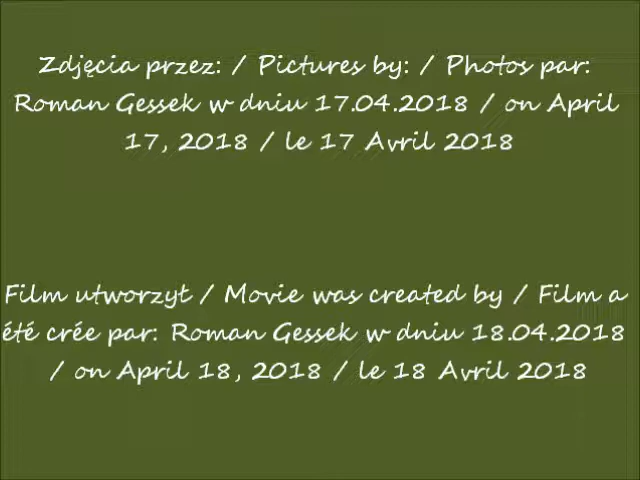 Zdjęcia przez: / Pictures by: / Photos par:
Roman Gessek w dniu 17.04.2018 / on April
17, 2018 / le 17 Avril 2018
Film utworzył / Movie was created by / Film a
été crée par: Roman Gessek w dniu 18.04.2018
/ on April 18, 2018 / le 18 Avril 2018